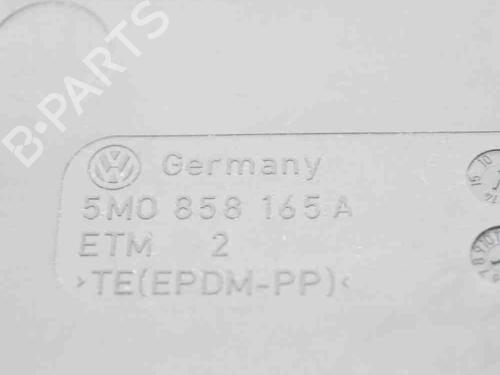 B-PARTS
Germany
5M0 858 165 A
ETM 2
>TE(EPDM-PP)<